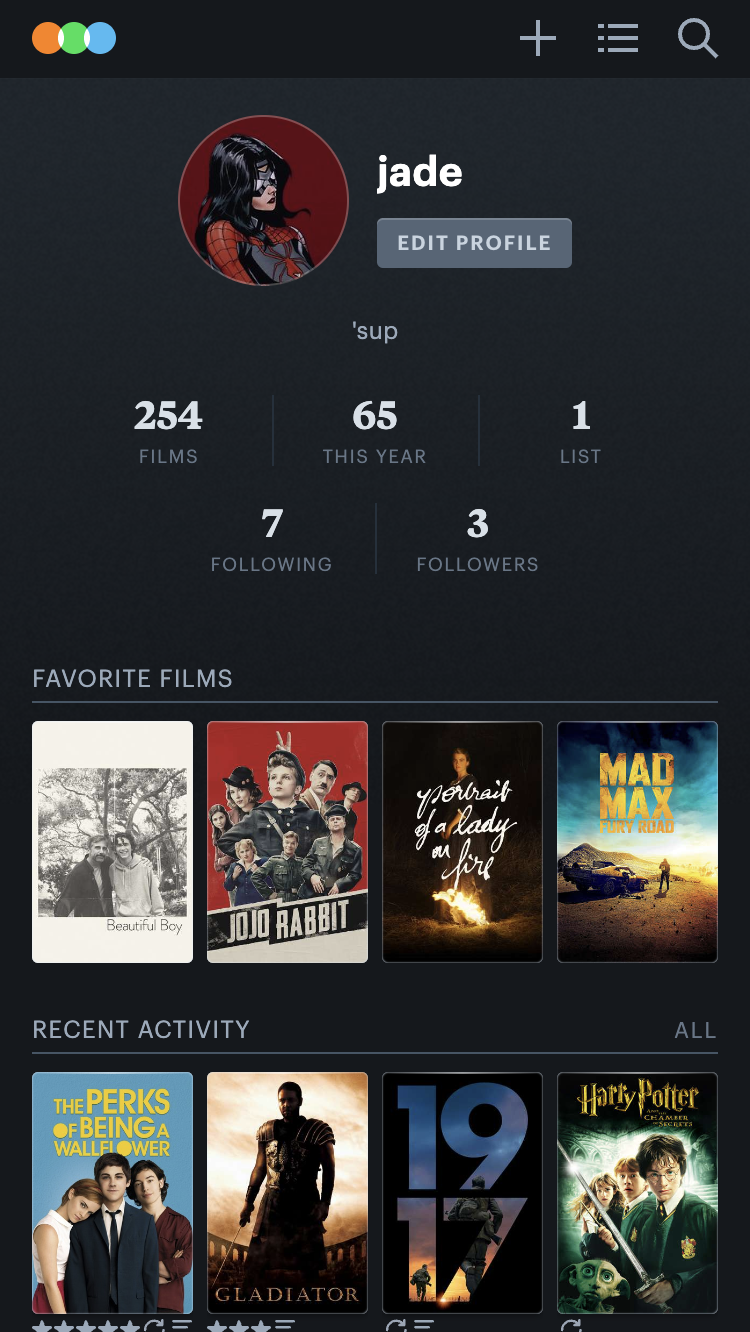 jade
EDIT PROFILE
'sup
254
FILMS
65
THIS YEAR
1
LIST
7
FOLLOWING
3
FOLLOWERS
FAVORITE FILMS
Beautiful Boy
JOJO RABBIT
portrait
of a lady
on
fire
MAD
MAX
FURY ROAD
RECENT ACTIVITY
ALL
THE PERKS
OF BEING A
WALLFLOWER
GLADIATOR
19
17
Harry Potter
AND THE
CHAMBER
OF SECRETS